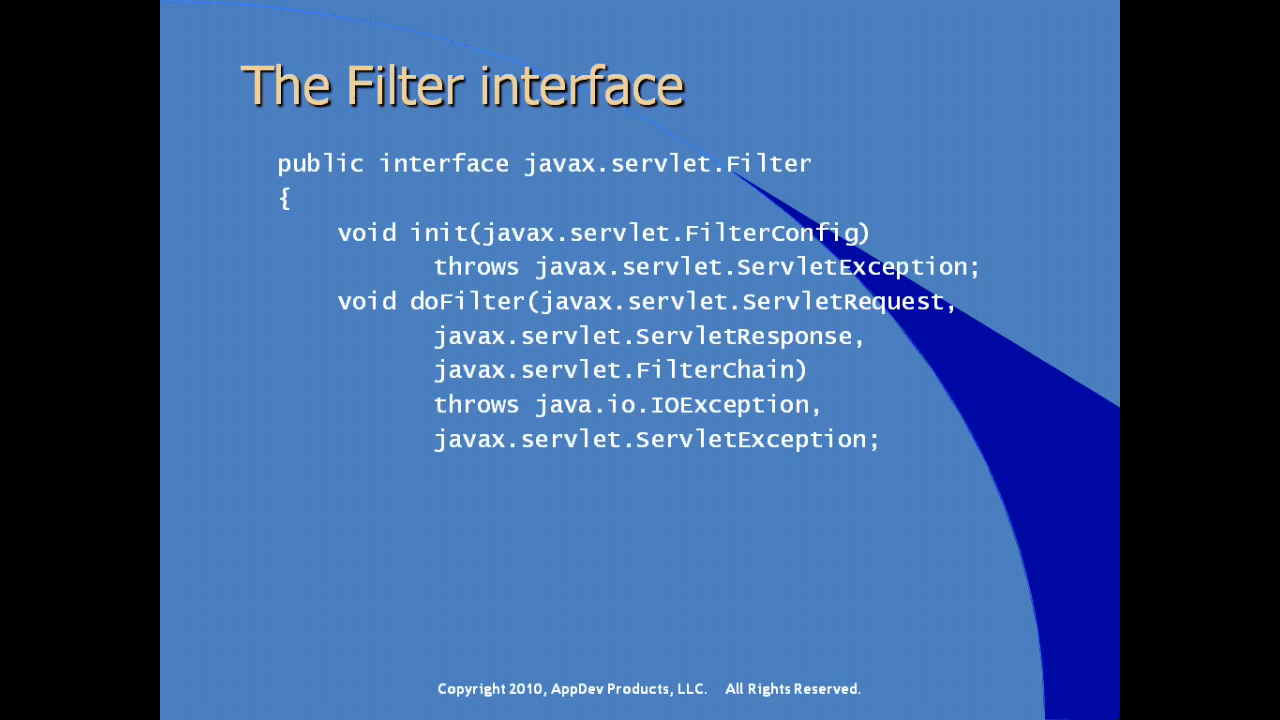 The Filter interface
public interface javax.servlet.Filter
{
void init(javax.servlet.FilterConfig)
throws javax.servlet.ServletException;
void doFilter(javax.servlet.ServletRequest,
javax.servlet.ServletResponse,
javax.servlet.FilterChain)
throws java.io.IOException,
javax.servlet.ServletException;
Copyright 2010, AppDev Products, LLC. All Rights Reserved.